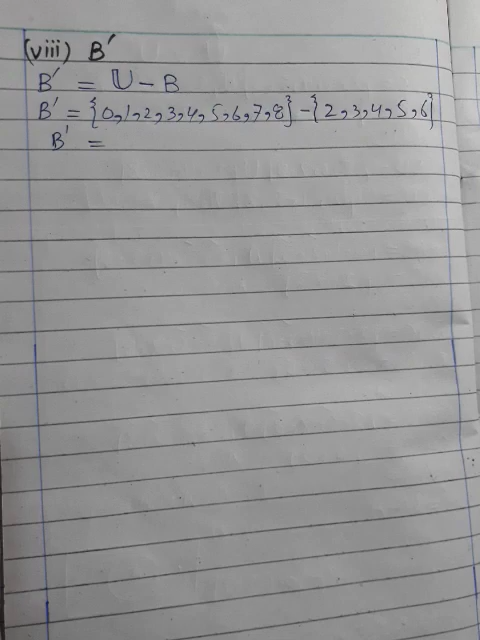 (viii) B′
B′ = U – B
B′ = {0,1,2,3,4,5,6,7,8} – {2,3,4,5,6}
B′ =